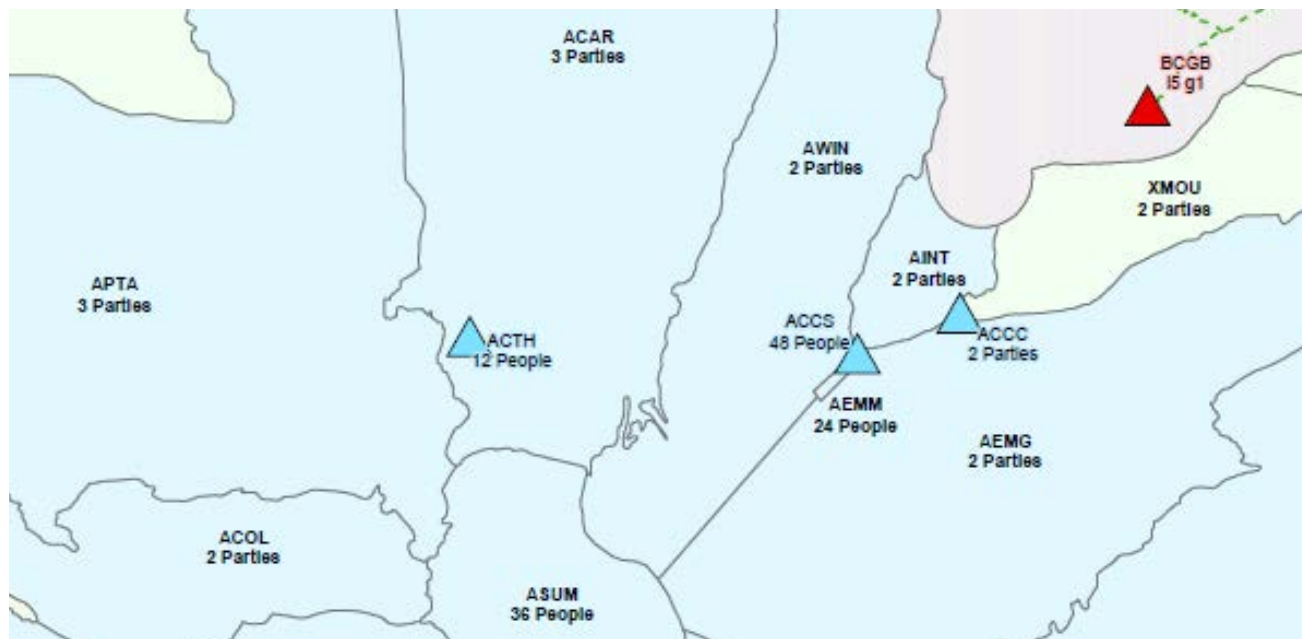 ACAR
3 Parties
BCGB
I5 g1
AWIN
2 Parties
XMOU
2 Parties
APTA
3 Parties
AINT
2 Parties
ACTH
12 People
ACCS
48 People
ACCC
2 Parties
AEMM
24 People
AEMG
2 Parties
ACOL
2 Parties
ASUM
36 People